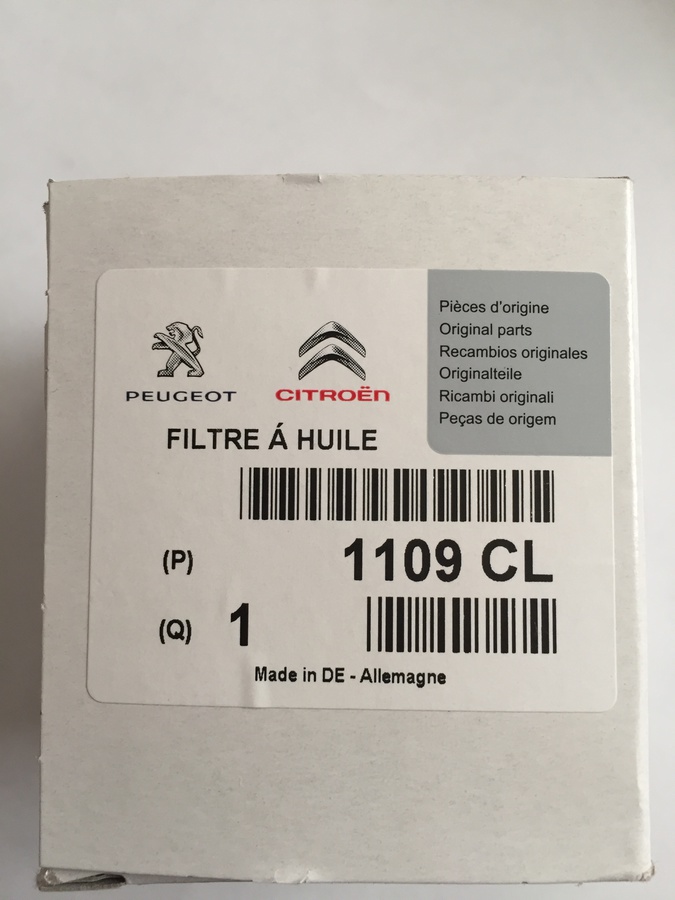 PEUGEOT
CITROËN
Pièces d'origine
Original parts
Recambios originales
Originalteile
Ricambi originali
Peças de origem
FILTRE Á HUILE
(P) 1109 CL
(Q) 1
Made in DE - Allemagne